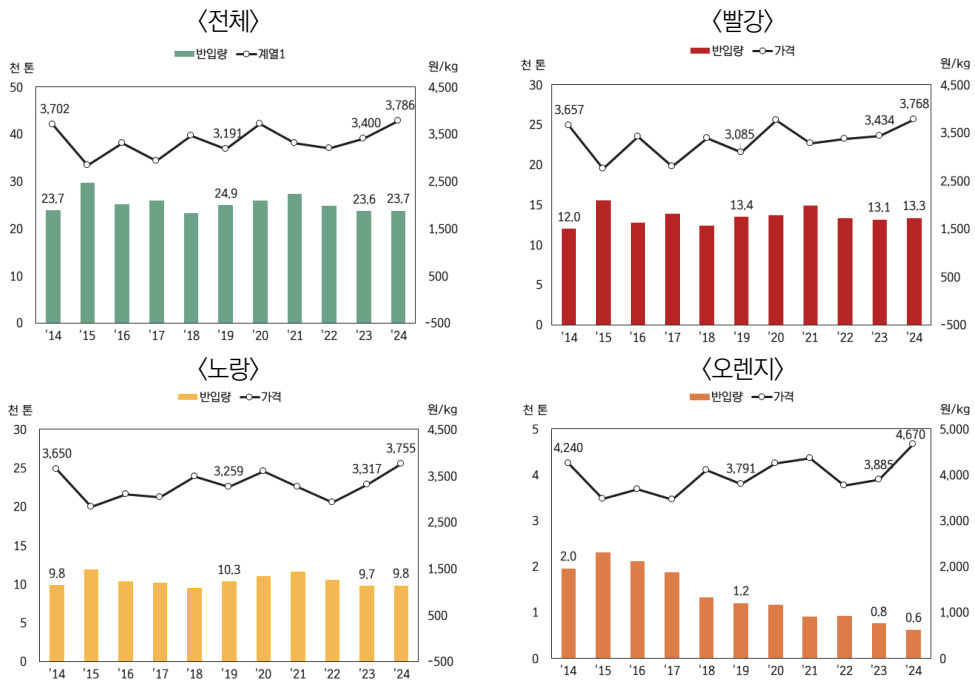 〈전체〉
반입량 계열1
천 톤 원/kg
50 4,500
40 3,500
30 2,500
20 1,500
10 500
0 -500
3,702 3,191 3,400 3,786
23.7 24.9 23.6 23.7
'14 '15 '16 '17 '18 '19 '20 '21 '22 '23 '24
〈빨강〉
반입량 가격
천 톤 원/kg
30 4,500
25 3,500
20 2,500
15 1,500
10 500
5
0 -500
3,657 3,085 3,434 3,768
12.0 13.4 13.1 13.3
'14 '15 '16 '17 '18 '19 '20 '21 '22 '23 '24
〈노랑〉
반입량 가격
천 톤 원/kg
30 4,500
25 3,500
20 2,500
15 1,500
10 500
5
0 -500
3,650 3,259 3,317 3,755
9.8 10.3 9.7 9.8
'14 '15 '16 '17 '18 '19 '20 '21 '22 '23 '24
〈오렌지〉
반입량 가격
천 톤 원/kg
5 5,000
4 4,000
3 3,000
2 2,000
1 1,000
0 0
4,240 3,791 3,885 4,670
2.0 1.2 0.8 0.6
'14 '15 '16 '17 '18 '19 '20 '21 '22 '23 '24